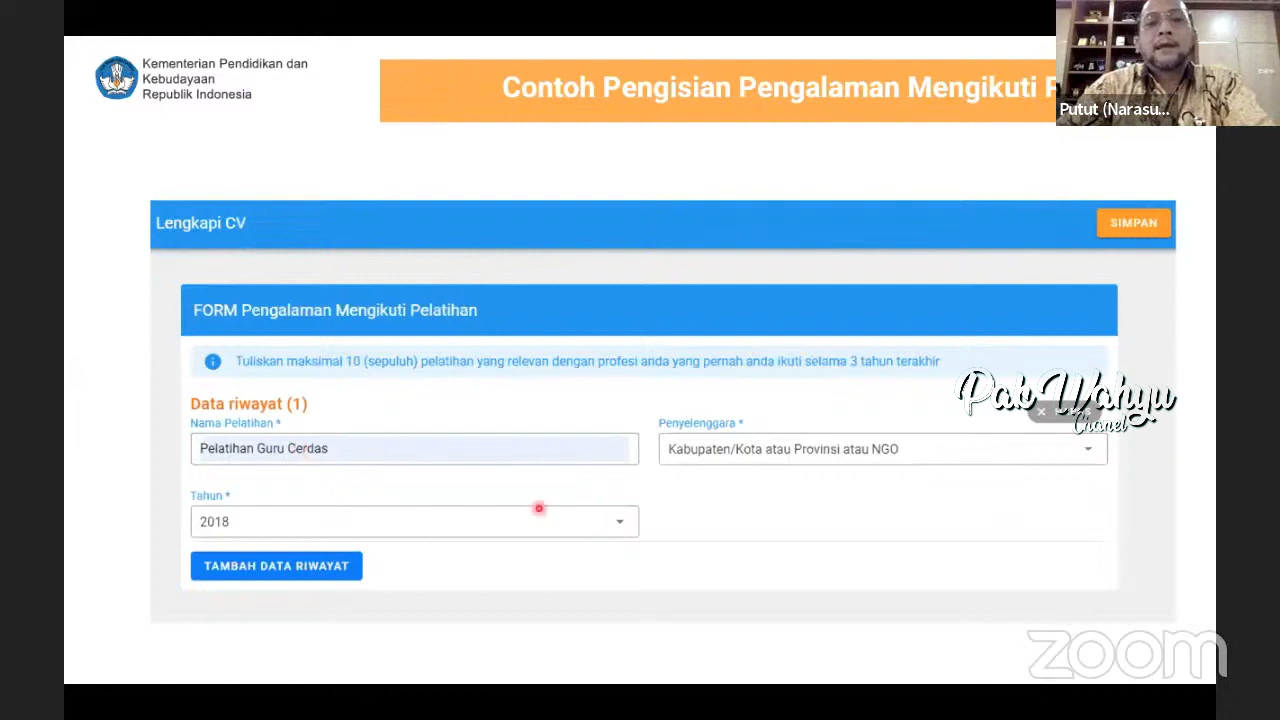 Kementerian Pendidikan dan
Kebudayaan
Republik Indonesia
Contoh Pengisian Pengalaman Mengikuti
Putut (Narasu...
Lengkapi CV
SIMPAN
FORM Pengalaman Mengikuti Pelatihan
Tuliskan maksimal 10 (sepuluh) pelatihan yang relevan dengan profesi anda yang pernah anda ikuti selama 3 tahun terakhir
Pak Wahyu
Chanel
Data riwayat (1)
Nama Pelatihan *
Penyelenggara *
Pelatihan Guru Cerdas
Kabupaten/Kota atau Provinsi atau NGO
Tahun *
2018
TAMBAH DATA RIWAYAT
zoom